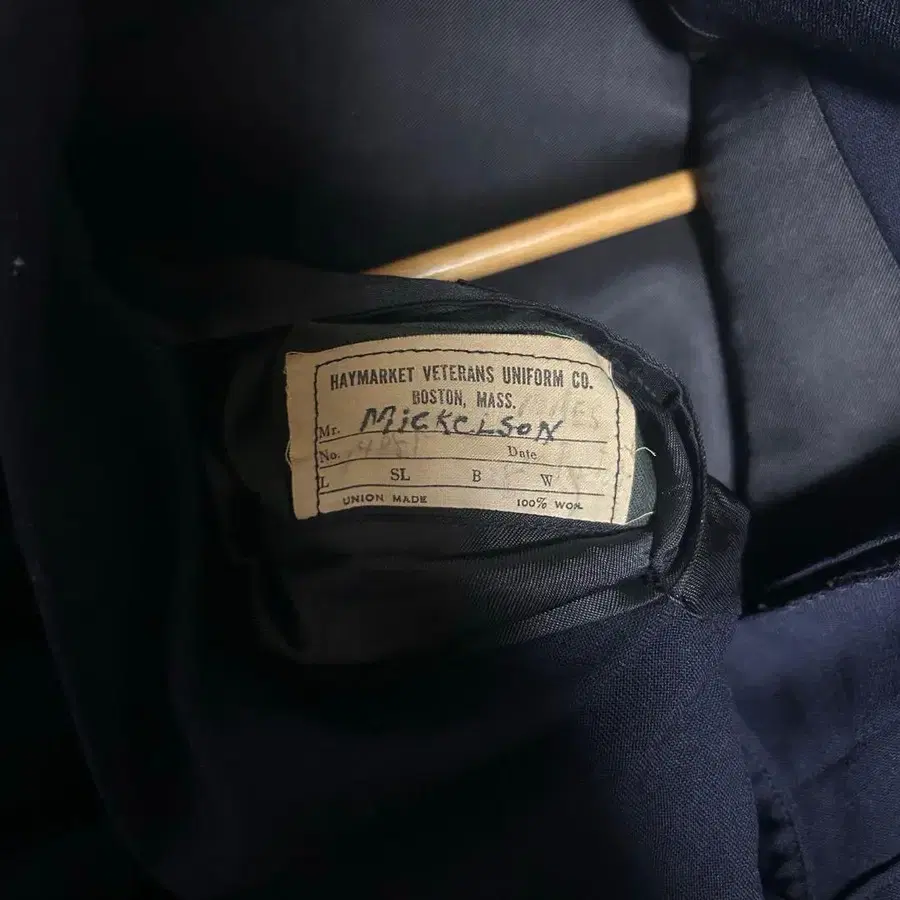 HAYMARKET VETERANS UNIFORM CO.
BOSTON, MASS.
Mr. MICKELSON
No. Date
L SL B W
UNION MADE 100% WOOL